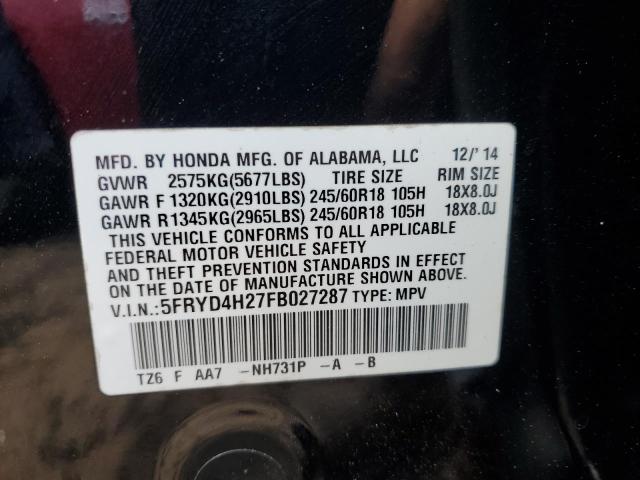 MFD. BY HONDA MFG. OF ALABAMA, LLC 12/'14
GVWR 2575KG(5677LBS) TIRE SIZE RIM SIZE
GAWR F 1320KG(2910LBS) 245/60R18 105H 18X8.0J
GAWR R 1345KG(2965LBS) 245/60R18 105H 18X8.0J
THIS VEHICLE CONFORMS TO ALL APPLICABLE
FEDERAL MOTOR VEHICLE SAFETY
AND THEFT PREVENTION STANDARDS IN EFFECT
ON THE DATE OF MANUFACTURE SHOWN ABOVE.
V.I.N.: 5FRYD4H27FB027287 TYPE: MPV
TZ6 F AA7 -NH731P -A -B